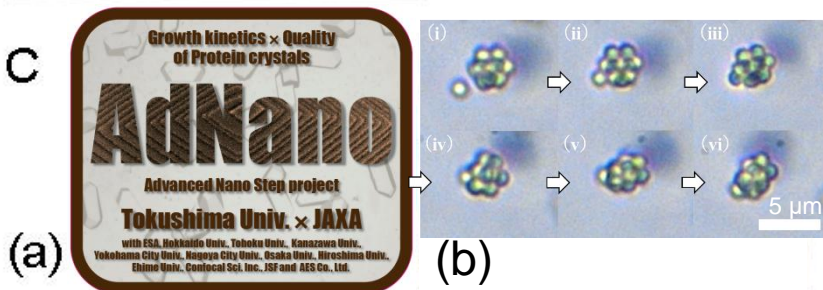 C
Growth kinetics × Quality
of Protein crystals
AdNano
Advanced Nano Step project
Tokushima Univ. × JAXA
with ESA, Hokkaido Univ., Tohoku Univ., Kanazawa Univ.,
Yokohama City Univ., Nagoya City Univ., Osaka Univ., Hiroshima Univ.,
Ehime Univ., Confocal Sci. Inc., JSF and AES Co., Ltd.
(a)
(i)
(ii)
(iii)
(iv)
(v)
(vi)
5 µm
(b)